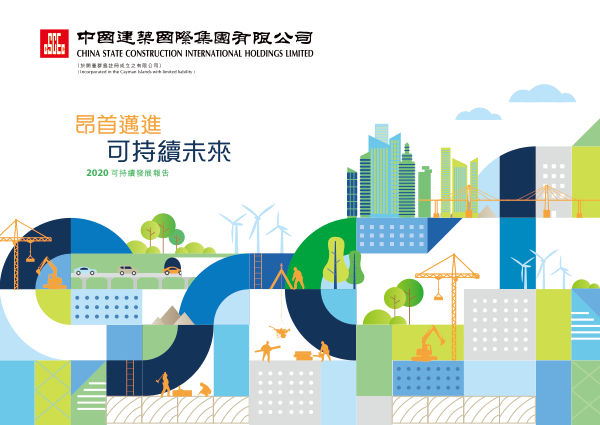 中國建築國際集團有限公司
CHINA STATE CONSTRUCTION INTERNATIONAL HOLDINGS LIMITED
(於開曼群島註冊成立之有限公司)
(Incorporated in the Cayman Islands with limited liability)
昂首邁進
可持續未來
2020 可持續發展報告